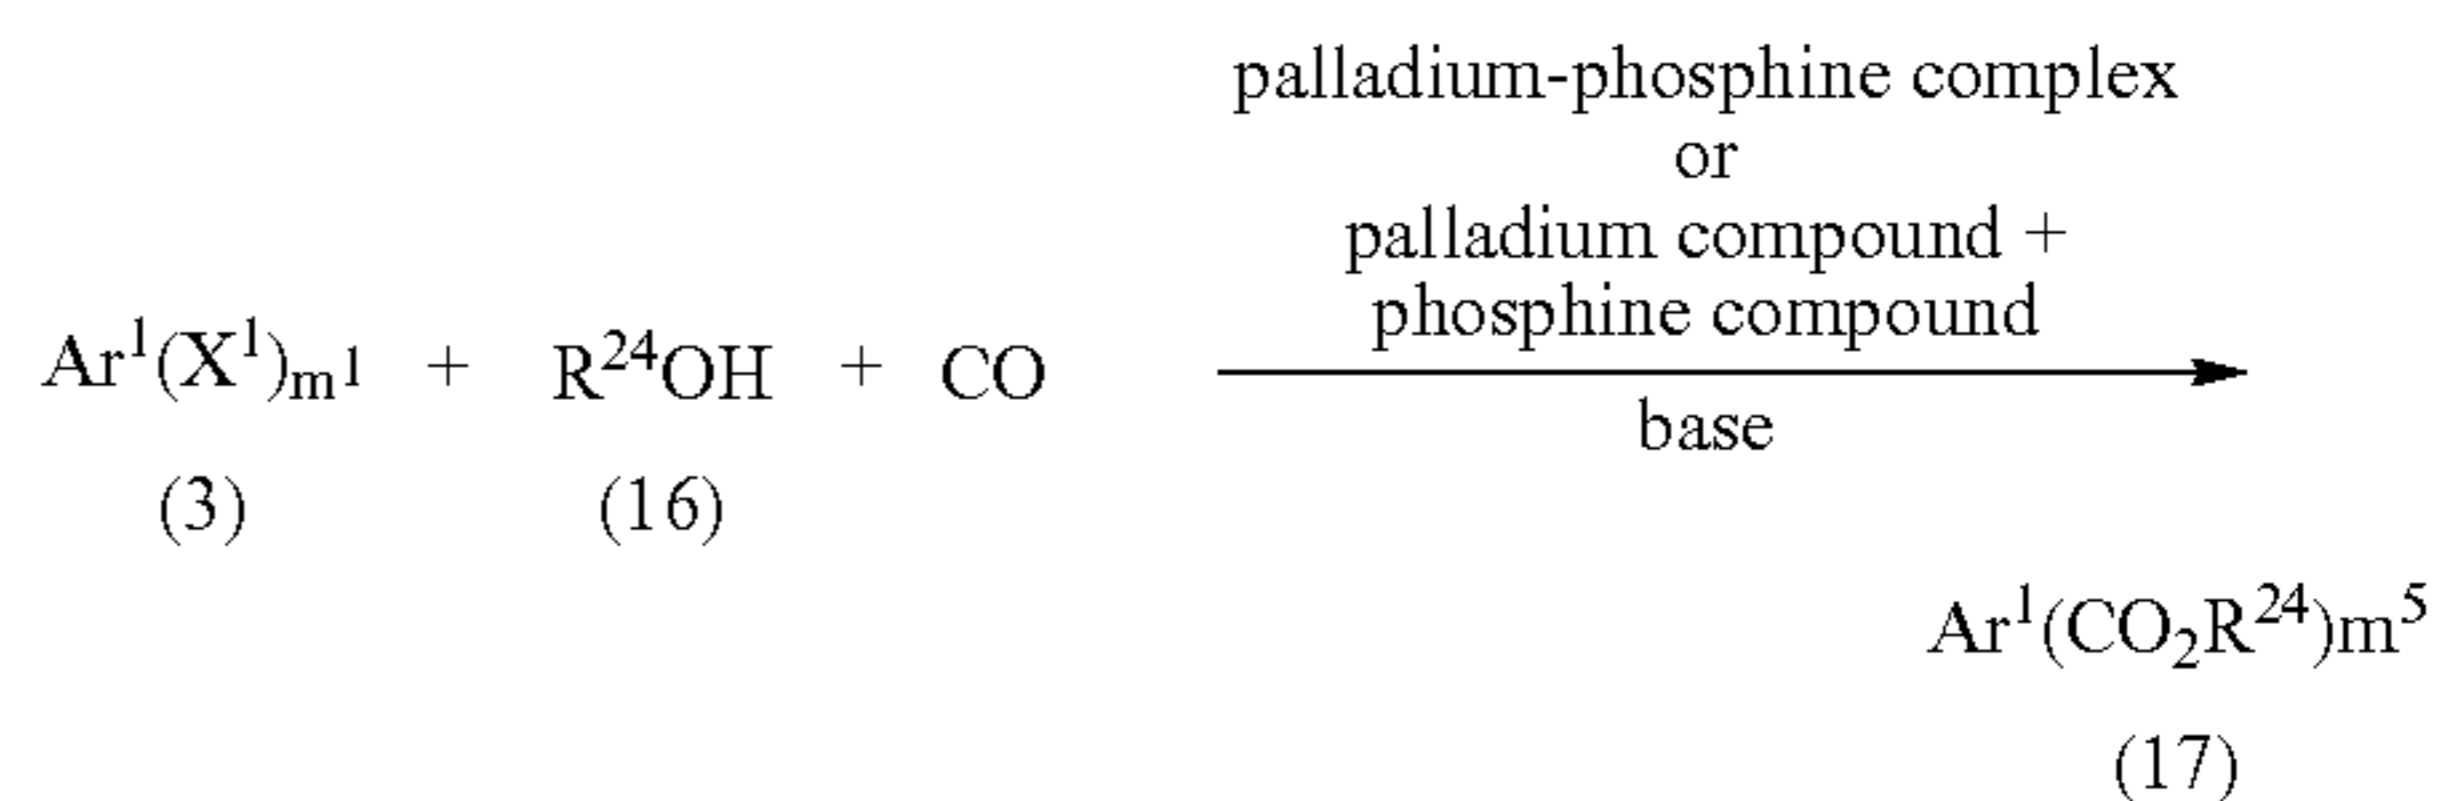 palladium-phosphine complex
or
palladium compound +
phosphine compound
Ar¹(X¹)ₘ¹ + R²⁴OH + CO
base
(3) (16)
Ar¹(CO₂R²⁴)m⁵
(17)